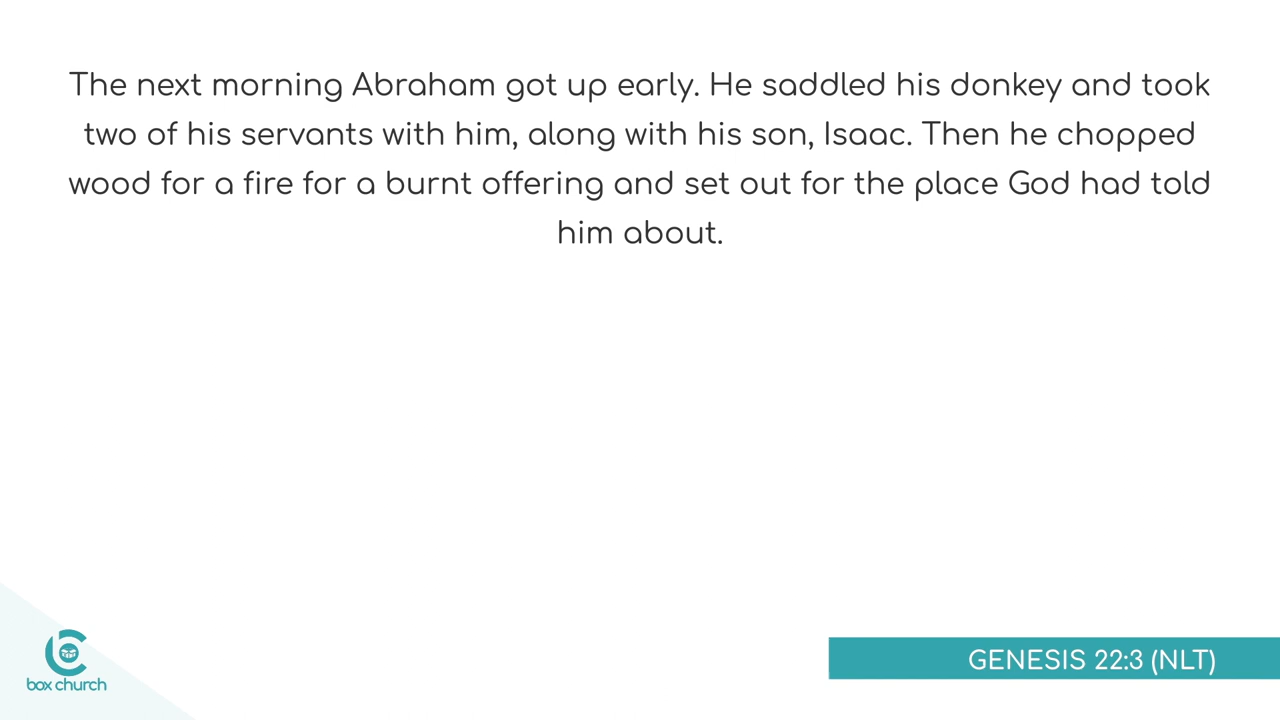 The next morning Abraham got up early. He saddled his donkey and took
two of his servants with him, along with his son, Isaac. Then he chopped
wood for a fire for a burnt offering and set out for the place God had told
him about.
box church
GENESIS 22:3 (NLT)